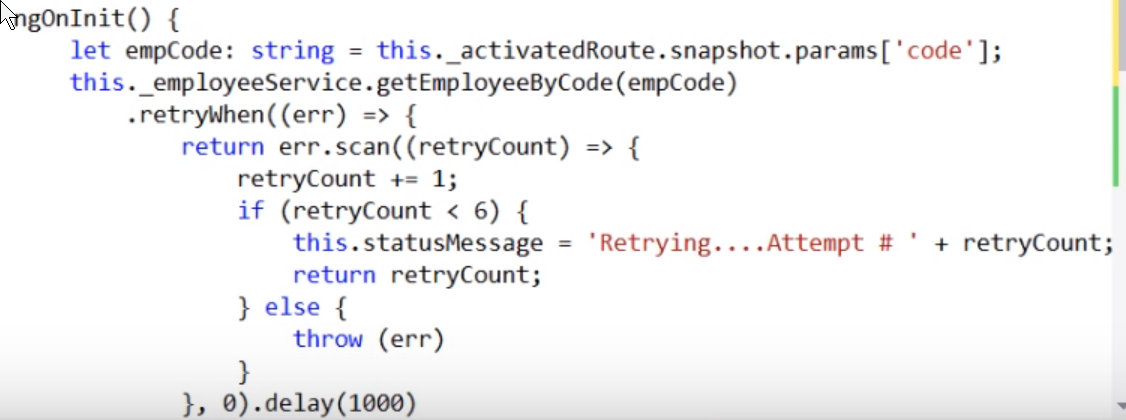 ngOnInit() {
let empCode: string = this._activatedRoute.snapshot.params['code'];
this._employeeService.getEmployeeByCode(empCode)
.retryWhen((err) => {
return err.scan((retryCount) => {
retryCount += 1;
if (retryCount < 6) {
this.statusMessage = 'Retrying....Attempt # ' + retryCount;
return retryCount;
} else {
throw (err)
}
}, 0).delay(1000)